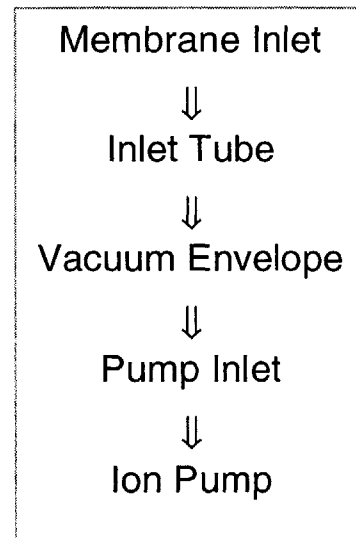 Membrane Inlet
⇓
Inlet Tube
⇓
Vacuum Envelope
⇓
Pump Inlet
⇓
Ion Pump